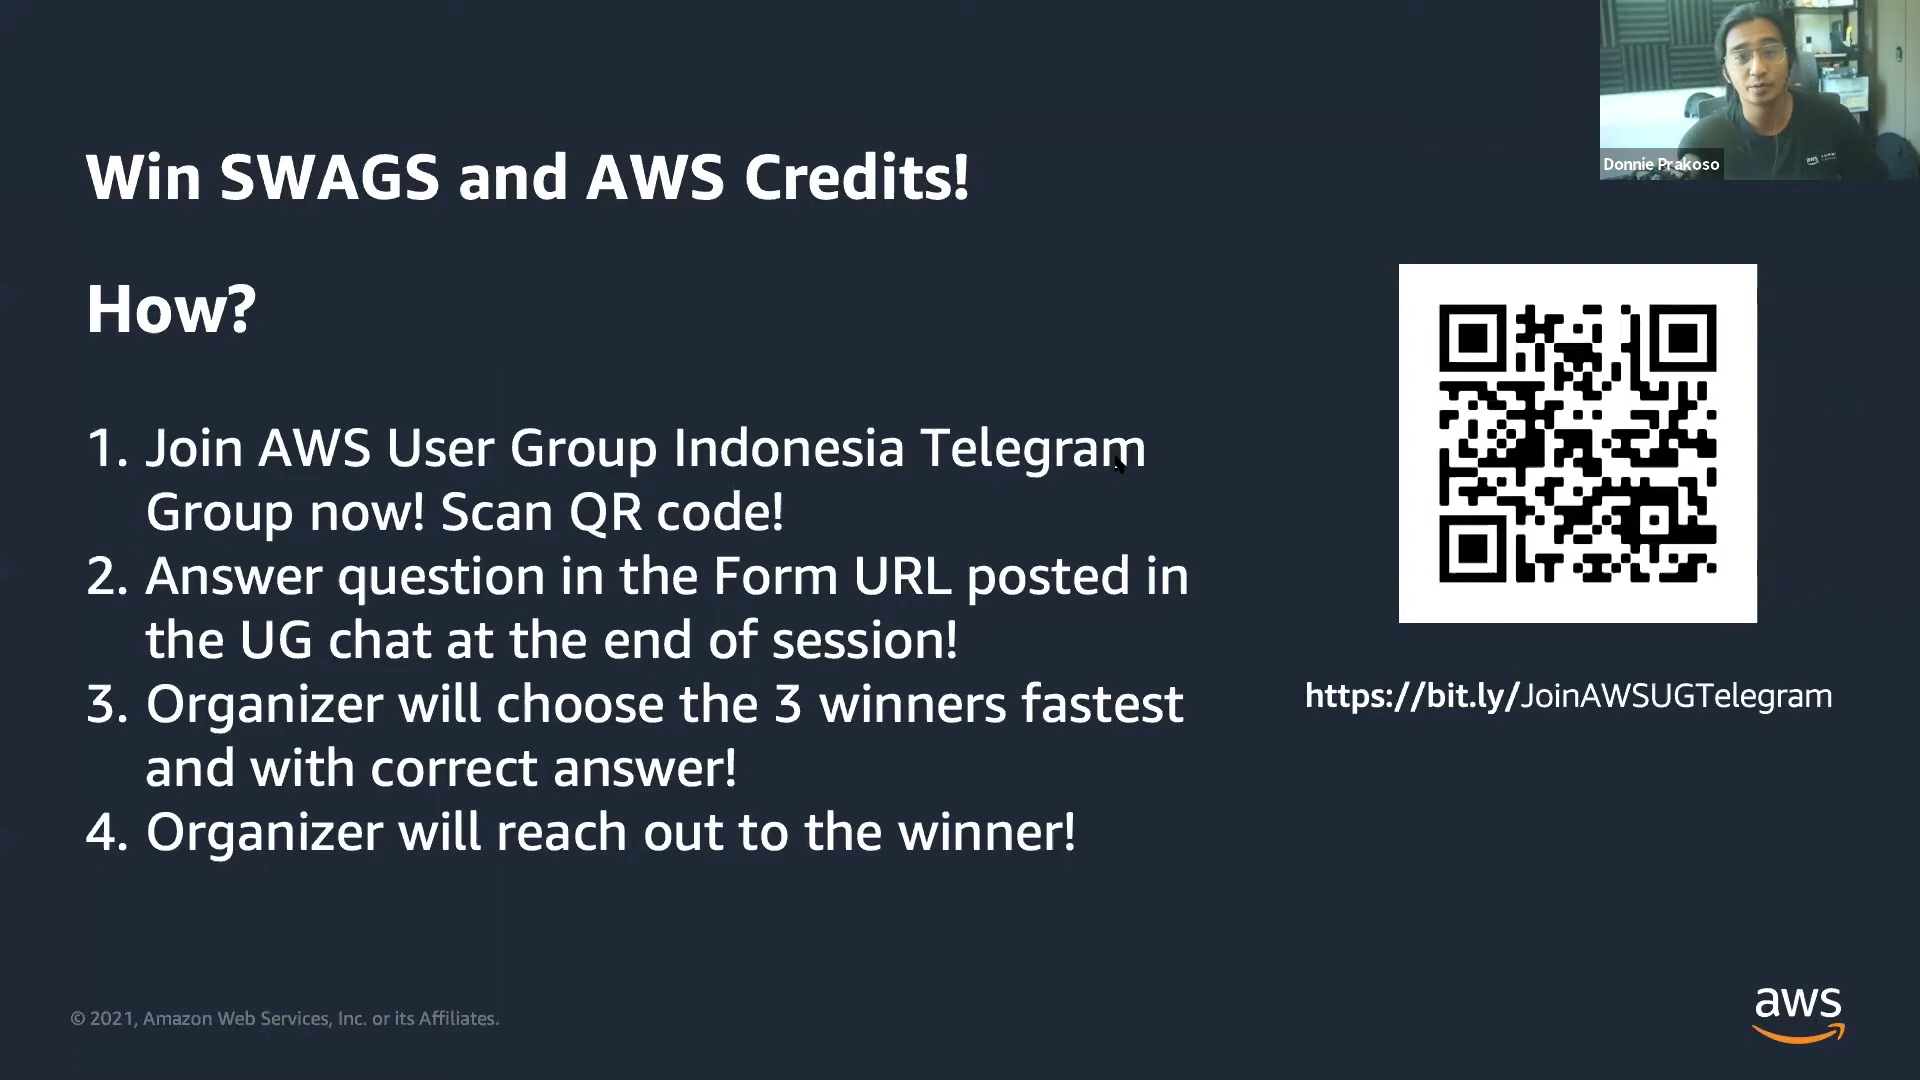 Donnie Prakoso
Win SWAGS and AWS Credits!
How?
1. Join AWS User Group Indonesia Telegram
Group now! Scan QR code!
2. Answer question in the Form URL posted in
the UG chat at the end of session!
3. Organizer will choose the 3 winners fastest
and with correct answer!
4. Organizer will reach out to the winner!
https://bit.ly/JoinAWSUGTelegram
© 2021, Amazon Web Services, Inc. or its Affiliates.
aws